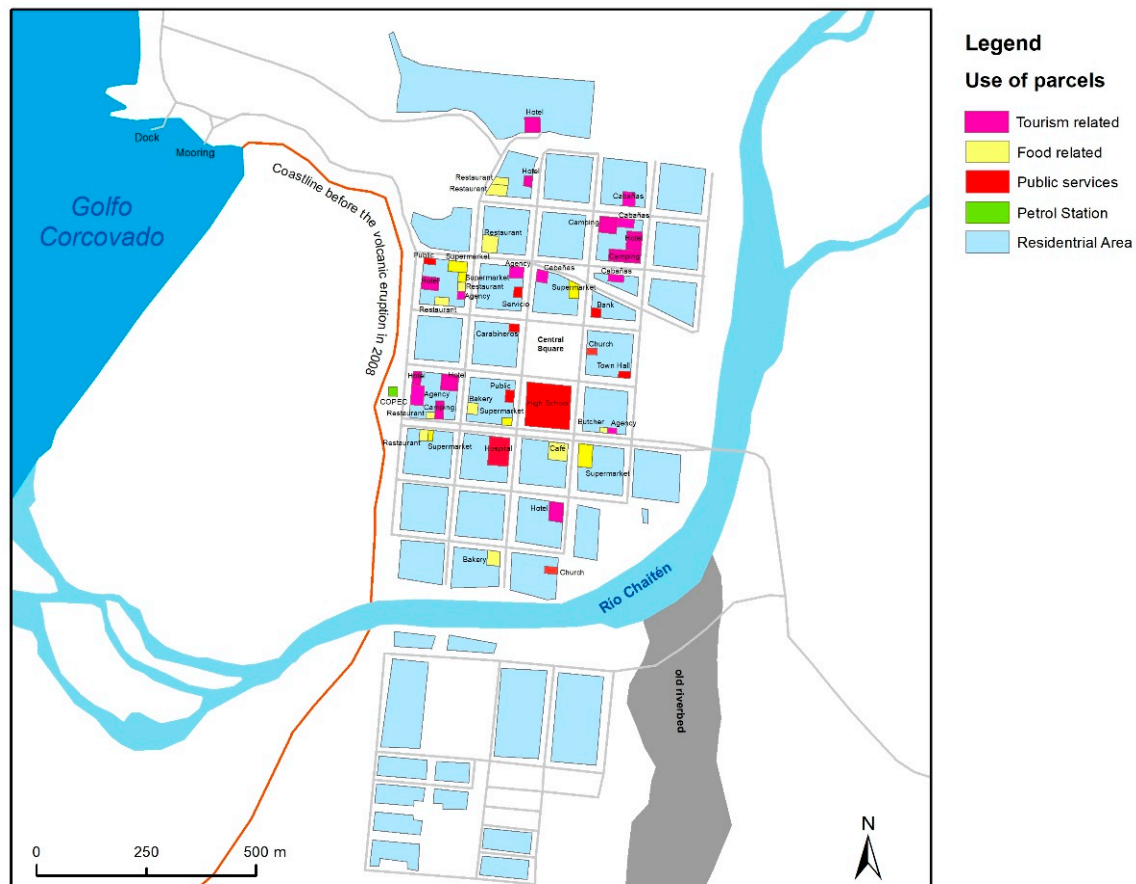 Legend
Use of parcels
Tourism related
Food related
Public services
Petrol Station
Residentrial Area
Golfo
Corcovado
Dock
Mooring
Coastline before the volcanic eruption in 2008
Hotel
Restaurant
Hotel
Restaurant
Cabañas
Camping
Cabañas
Restaurant
Hotel
Camping
Public
Supermarket
Agency
Cabañas
Cabañas
Hotel
Supermarket
Restaurant
Agency
Supermarket
Restaurant
Servicio
Bank
Carabineros
Central
Square
Church
Town Hall
Hotel
Hotel
Agency
Public
COPEC
Camping
Bakery
High School
Restaurant
Supermarket
Butcher
Agency
Restaurant
Supermarket
Hospital
Café
Supermarket
Hotel
Bakery
Church
Río Chaitén
old riverbed
0 250 500 m
N